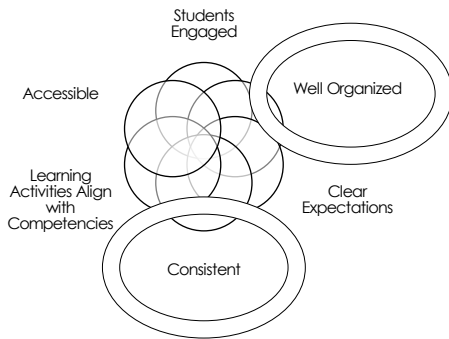 Students
Engaged
Well Organized
Accessible
Learning
Activities Align
with
Competencies
Clear
Expectations
Consistent